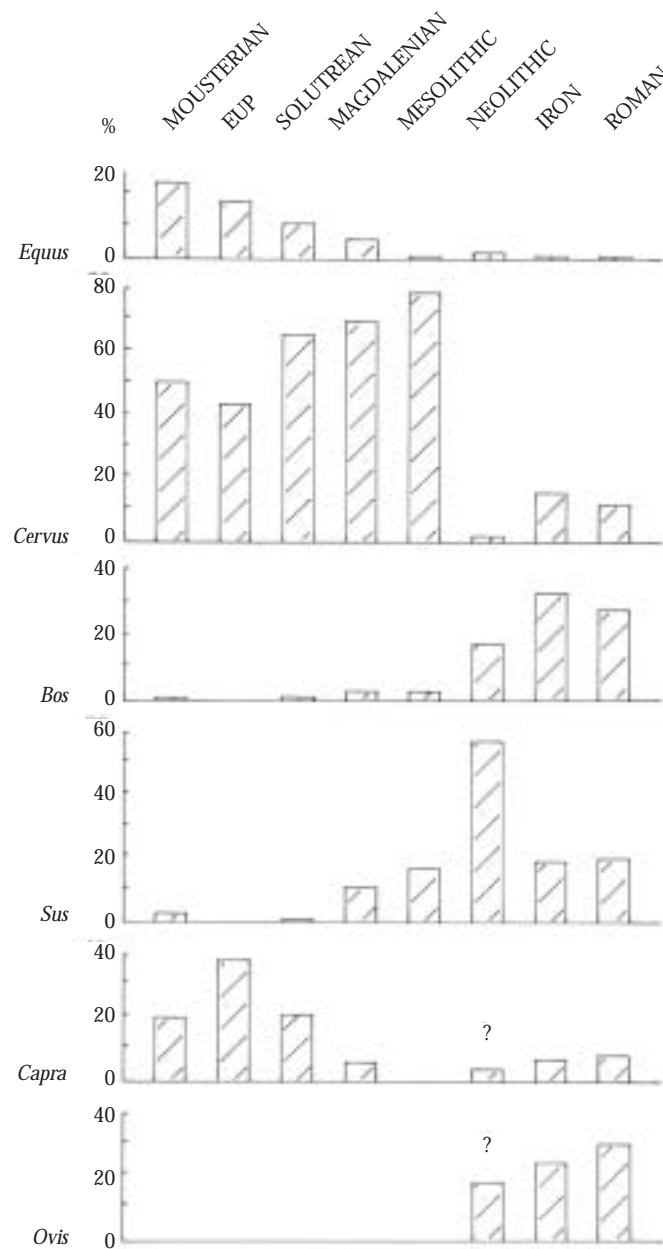 MOUSTERIAN
EUP
SOLUTREAN
MAGDALENIAN
MESOLITHIC
NEOLITHIC
IRON
ROMAN
%
20
0
Equus
80
60
40
20
0
Cervus
40
20
0
Bos
60
40
20
0
Sus
40
20
0
?
Capra
40
20
0
?
Ovis